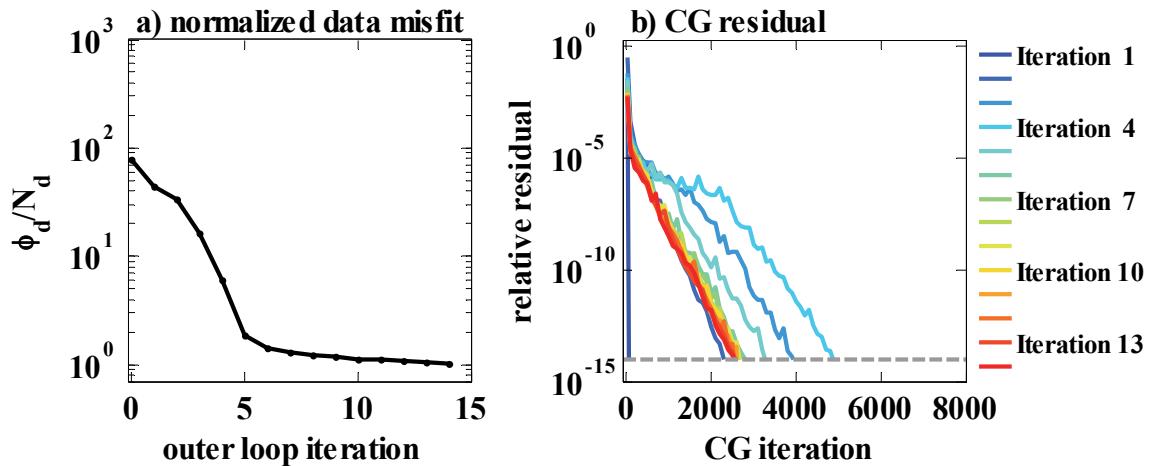 a) normalized data misfit
10^3
10^2
10^1
10^0
ϕ_d/N_d
0 5 10 15
outer loop iteration
b) CG residual
10^0
10^-5
10^-10
10^-15
relative residual
0 2000 4000 6000 8000
CG iteration
Iteration 1
Iteration 4
Iteration 7
Iteration 10
Iteration 13